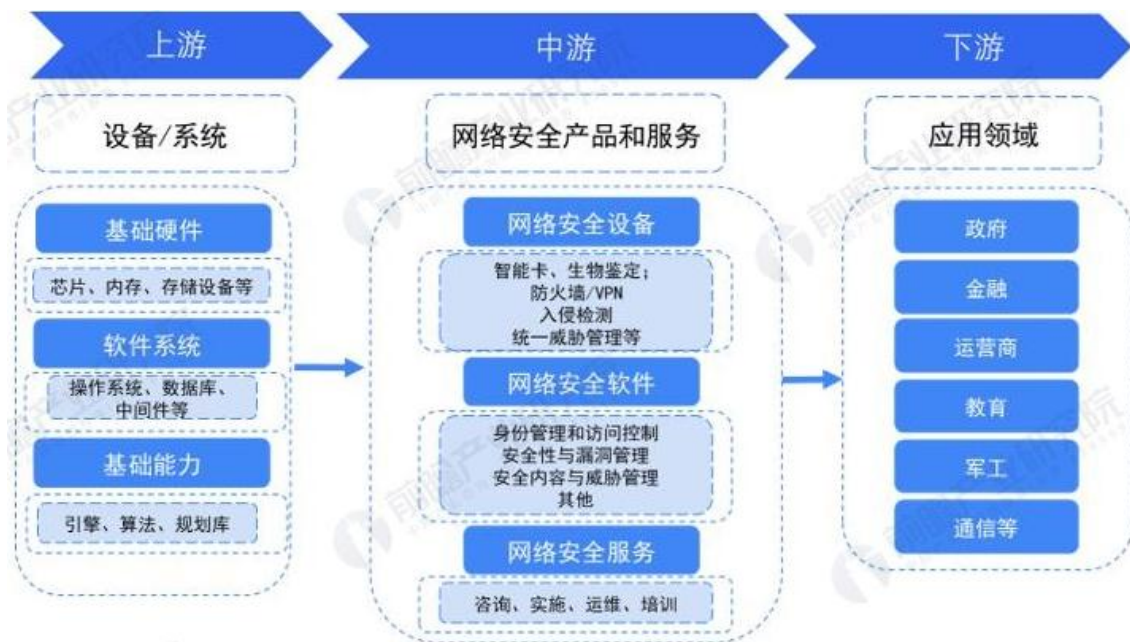 上游
中游
下游
设备/系统
网络安全产品和服务
应用领域
基础硬件
芯片、内存、存储设备等
软件系统
操作系统、数据库、
中间件等
基础能力
引擎、算法、规划库
网络安全设备
智能卡、生物鉴定；
防火墙/VPN
入侵检测
统一威胁管理等
网络安全软件
身份管理和访问控制
安全性与漏洞管理
安全内容与威胁管理
其他
网络安全服务
咨询、实施、运维、培训
政府
金融
运营商
教育
军工
通信等
前瞻产业研究院